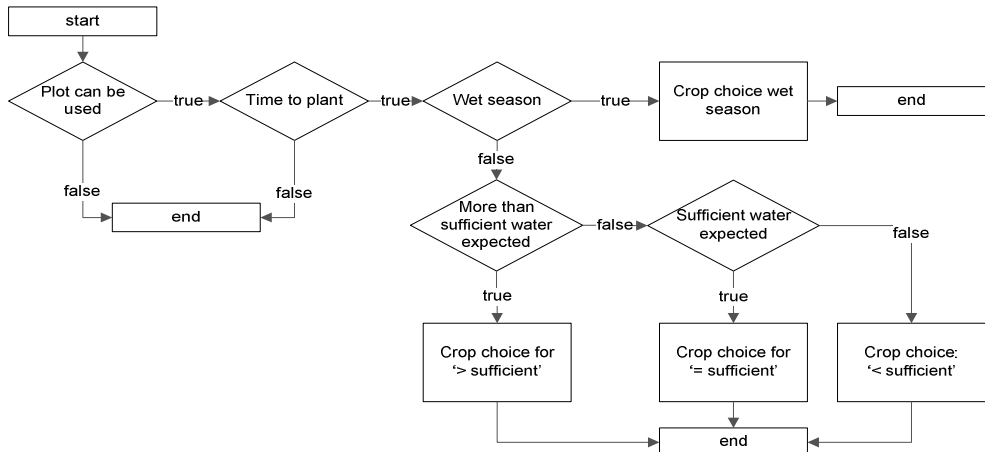 start
Plot can be
used
true
Time to plant
true
Wet season
true
Crop choice wet
season
end
false
false
end
false
More than
sufficient water
expected
false
Sufficient water
expected
false
true
true
Crop choice for
‘> sufficient’
Crop choice for
‘= sufficient’
Crop choice:
‘< sufficient’
end